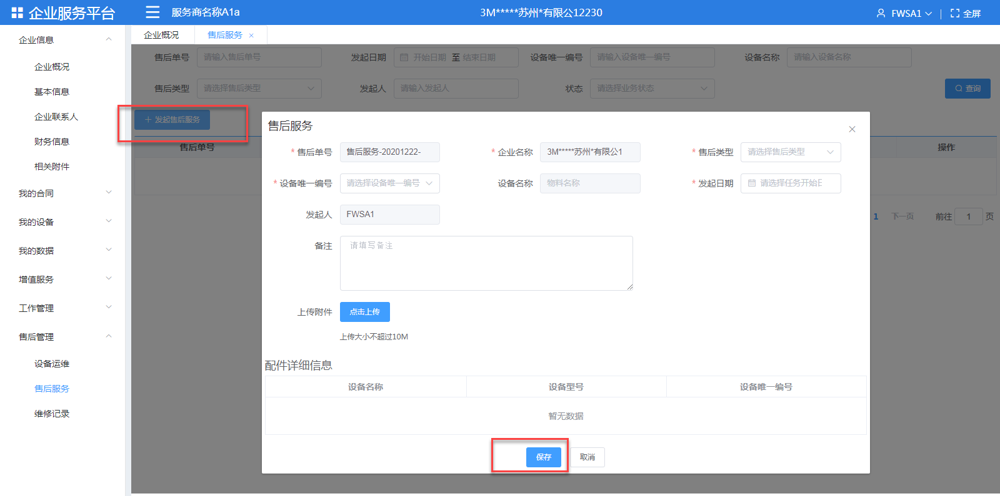 企业服务平台
服务商名称A1a
3M*****苏州*有限公12230
FWSA1
全屏
企业信息
企业概况
基本信息
企业联系人
财务信息
相关附件
我的合同
我的设备
我的数据
增值服务
工作管理
售后管理
设备运维
售后服务
维修记录
企业概况
售后服务
售后单号 请输入售后单号
发起日期 开始日期 至 结束日期
设备唯一编号 请输入设备唯一编号
设备名称 请输入设备名称
售后类型 请选择售后类型
发起人 请输入发起人
状态 请选择业务状态
查询
发起售后服务
售后单号
操作
1 下一页 前往 1 页
售后服务
* 售后单号 售后服务-20201222-
* 企业名称 3M*****苏州*有限公1
* 售后类型 请选择售后类型
* 设备唯一编号 请选择设备唯一编号
设备名称 物料名称
* 发起日期 请选择任务开始日
发起人 FWSA1
备注 请填写备注
上传附件 点击上传
上传大小不超过10M
配件详细信息
设备名称 设备型号 设备唯一编号
暂无数据
保存 取消